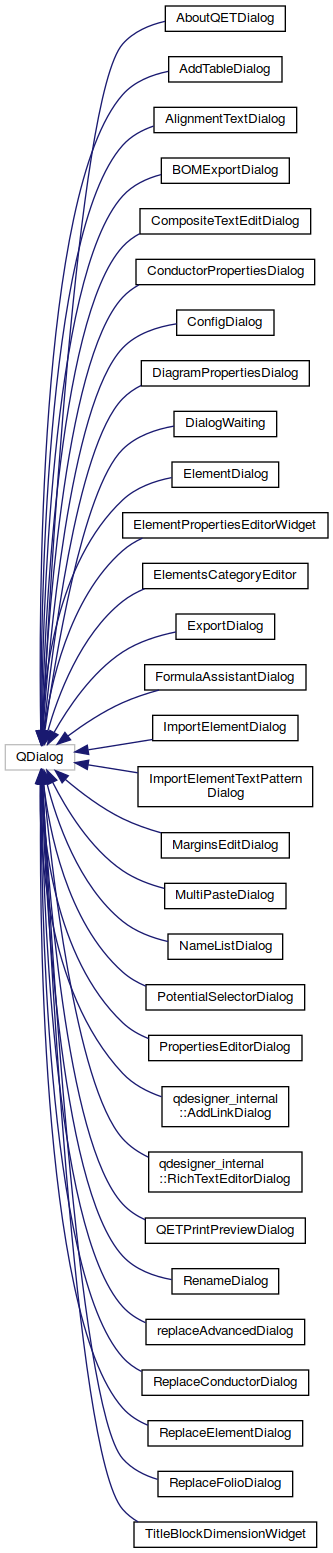 AboutQETDialog
AddTableDialog
AlignmentTextDialog
BOMExportDialog
CompositeTextEditDialog
ConductorPropertiesDialog
ConfigDialog
DiagramPropertiesDialog
DialogWaiting
ElementDialog
ElementPropertiesEditorWidget
ElementsCategoryEditor
ExportDialog
FormulaAssistantDialog
ImportElementDialog
QDialog
ImportElementTextPattern
Dialog
MarginsEditDialog
MultiPasteDialog
NameListDialog
PotentialSelectorDialog
PropertiesEditorDialog
qdesigner_internal
::AddLinkDialog
qdesigner_internal
::RichTextEditorDialog
QETPrintPreviewDialog
RenameDialog
replaceAdvancedDialog
ReplaceConductorDialog
ReplaceElementDialog
ReplaceFolioDialog
TitleBlockDimensionWidget